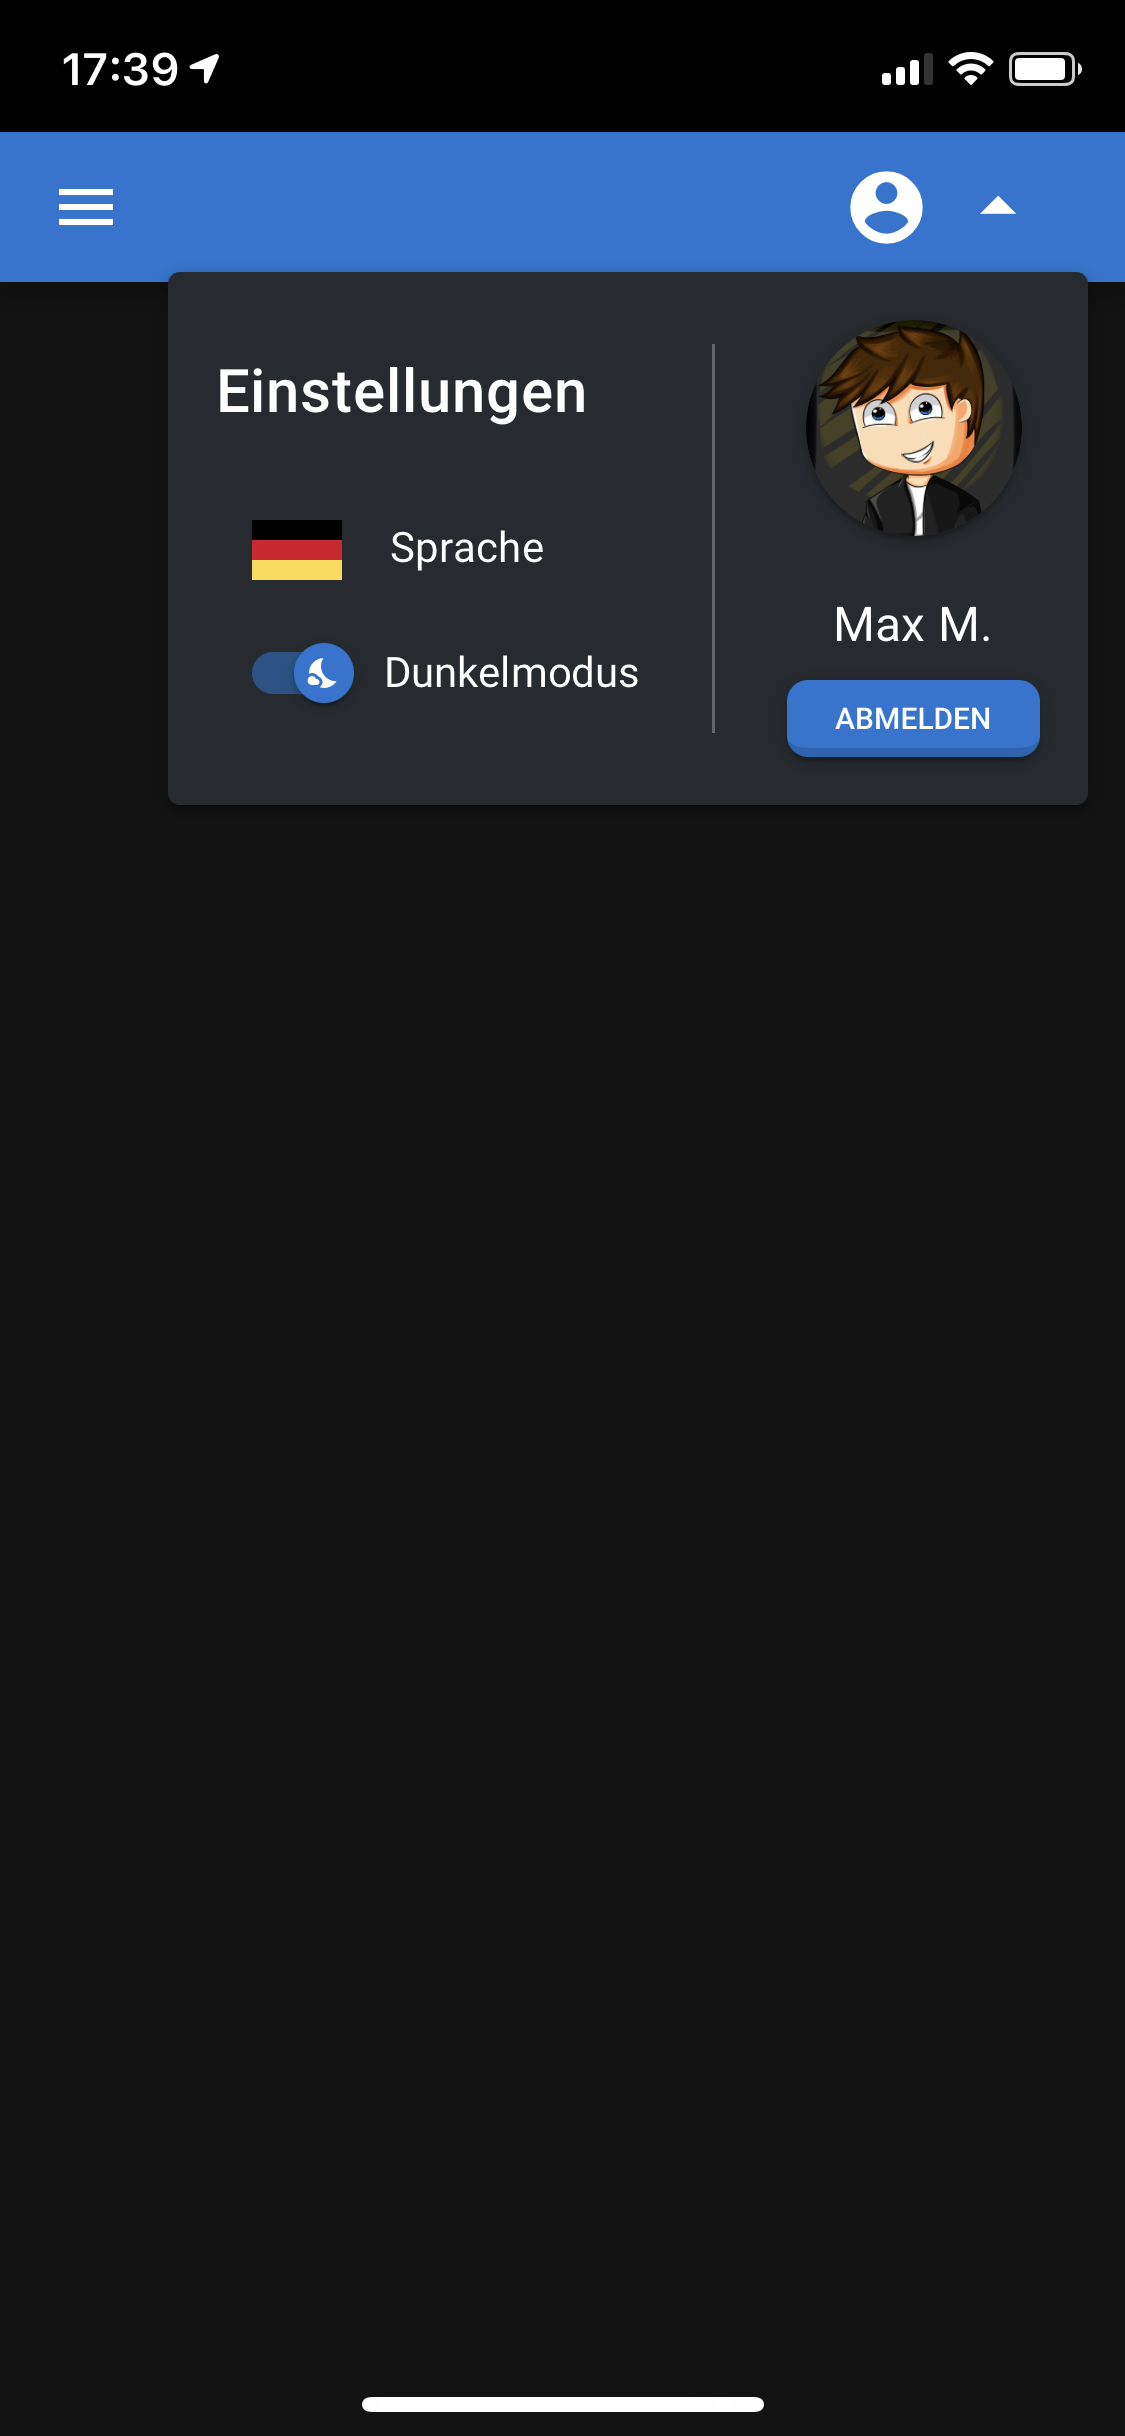 17:39
Einstellungen
Sprache
Dunkelmodus
Max M.
ABMELDEN